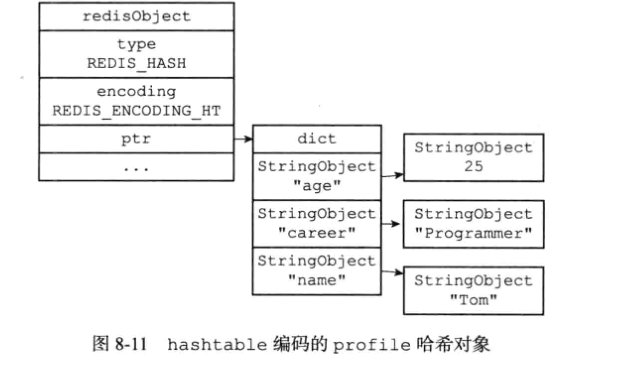 redisObject
type
REDIS_HASH
encoding
REDIS_ENCODING_HT
ptr
...
dict
StringObject
"age"
StringObject
"career"
StringObject
"name"
StringObject
25
StringObject
"Programmer"
StringObject
"Tom"
图 8-11 hashtable 编码的 profile 哈希对象